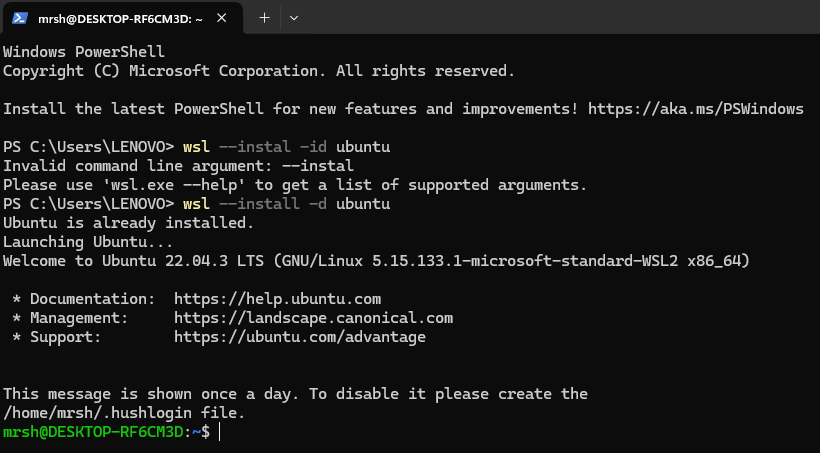 mrsh@DESKTOP-RF6CM3D: ~
Windows PowerShell
Copyright (C) Microsoft Corporation. All rights reserved.
Install the latest PowerShell for new features and improvements! https://aka.ms/PSWindows
PS C:\Users\LENOVO> wsl --instal -id ubuntu
Invalid command line argument: --instal
Please use 'wsl.exe --help' to get a list of supported arguments.
PS C:\Users\LENOVO> wsl --install -d ubuntu
Ubuntu is already installed.
Launching Ubuntu...
Welcome to Ubuntu 22.04.3 LTS (GNU/Linux 5.15.133.1-microsoft-standard-WSL2 x86_64)
* Documentation:  https://help.ubuntu.com
* Management:     https://landscape.canonical.com
* Support:        https://ubuntu.com/advantage
This message is shown once a day. To disable it please create the
/home/mrsh/.hushlogin file.
mrsh@DESKTOP-RF6CM3D:~$